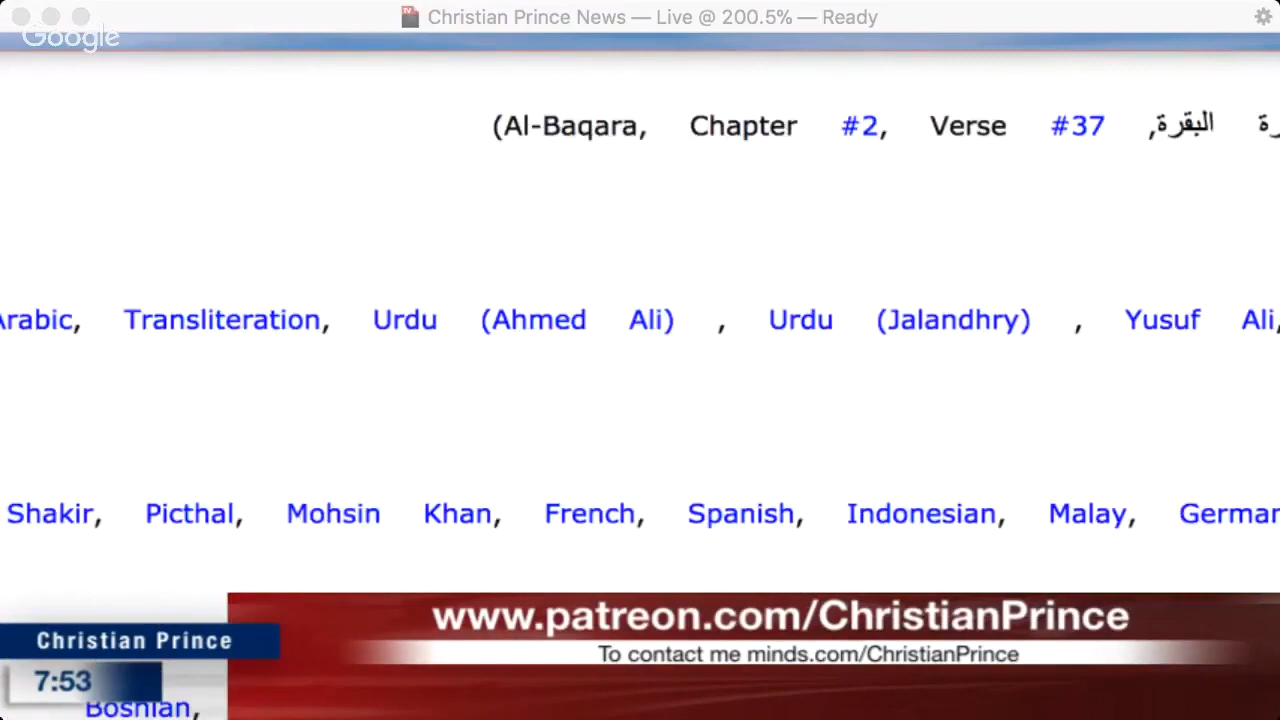 Christian Prince News — Live @ 200.5% — Ready
Google
(Al-Baqara, Chapter #2, Verse #37 ,البقرة
Arabic, Transliteration, Urdu (Ahmed Ali) , Urdu (Jalandhry) , Yusuf Ali,
Shakir, Picthal, Mohsin Khan, French, Spanish, Indonesian, Malay, German
www.patreon.com/ChristianPrince
Christian Prince
To contact me minds.com/ChristianPrince
7:53
Bosnian,